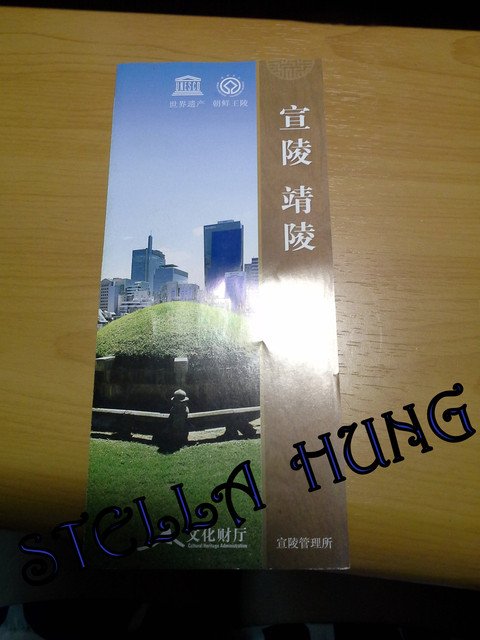 UNESCO
世界遗产 朝鲜王陵
宣陵 靖陵
STELLA HUNG
文化财厅
Cultural Heritage Administration
宣陵管理所